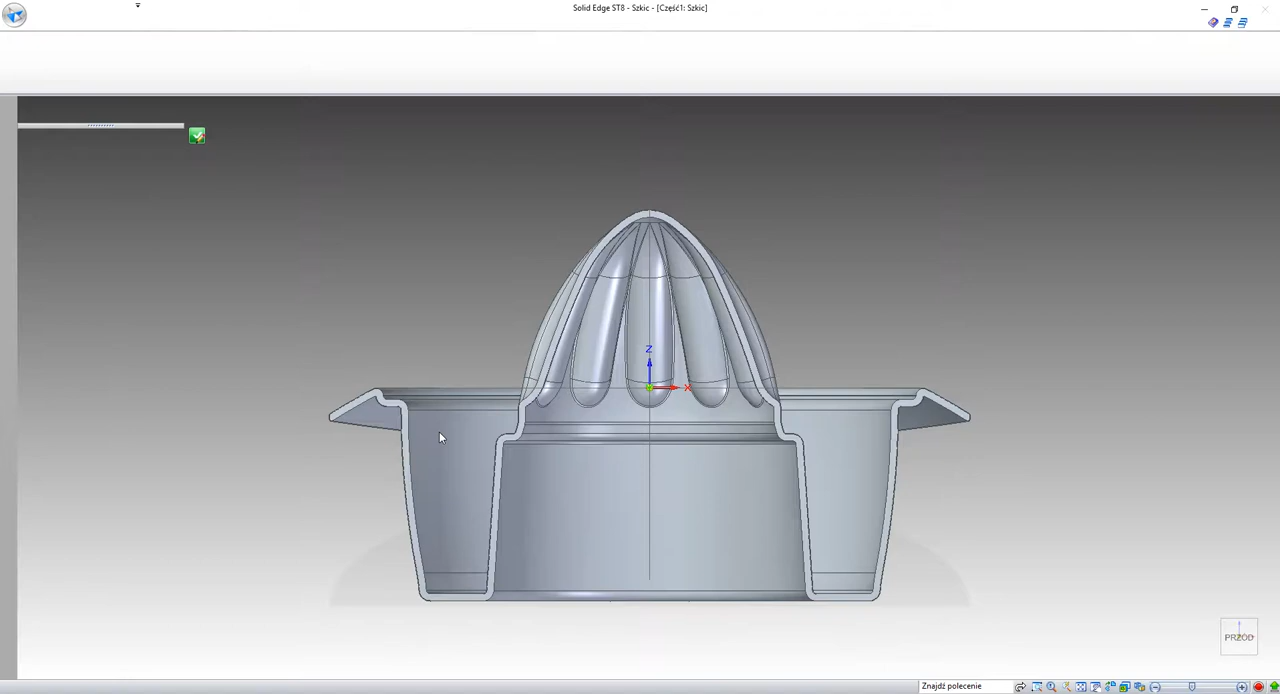 Solid Edge ST8 - Szkic - [Część1: Szkic]
Z
X
PRZÓD
Znajdź polecenie